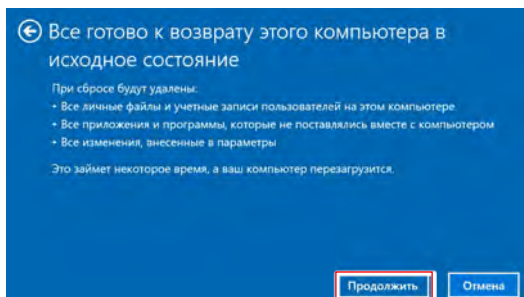 Все готово к возврату этого компьютера в
исходное состояние
При сбросе будут удалены:
• Все личные файлы и учетные записи пользователей на этом компьютере
• Все приложения и программы, которые не поставлялись вместе с компьютером
• Все изменения, внесенные в параметры
Это займет некоторое время, а ваш компьютер перезагрузится.
Продолжить Отмена